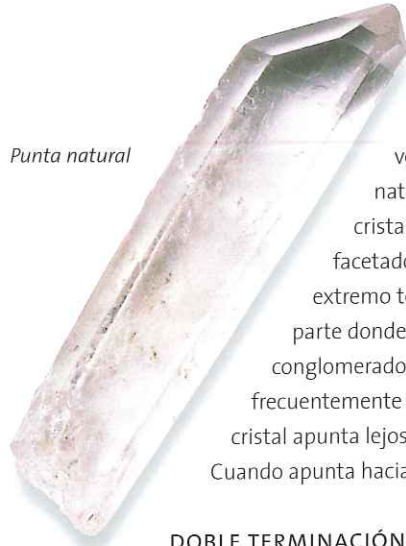 Punta natural
nat
crista
facetado
extremo t
parte donde
conglomerado
frecuentemente
cristal apunta lejos
Cuando apunta hacia
DOBLE TERMINACIÓN